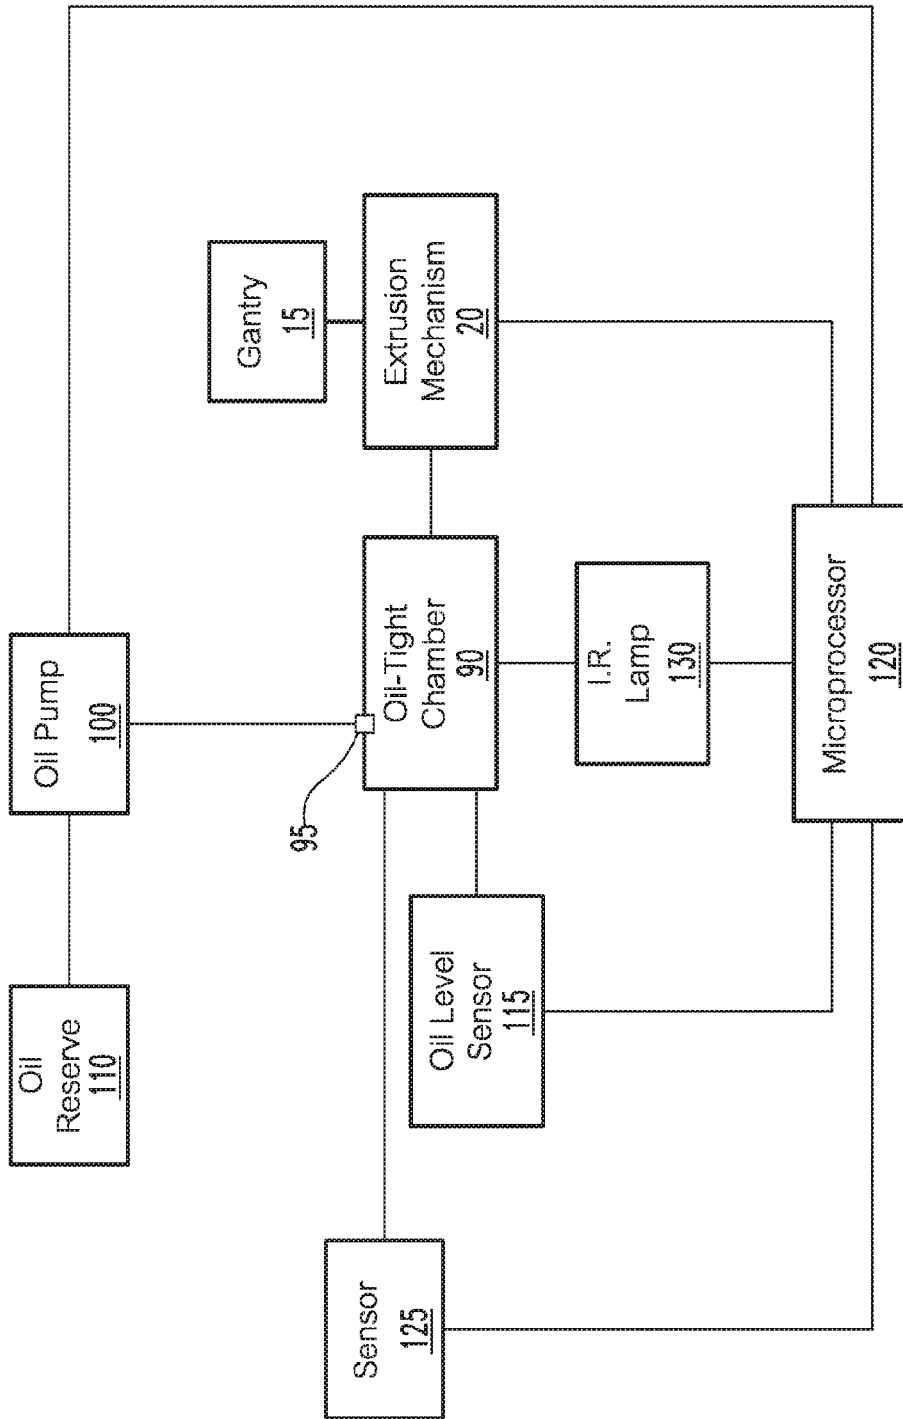 Oil
Reserve
110
Oil Pump
100
Gantry
15
95
Sensor
125
Oil Level
Sensor
115
Oil-Tight
Chamber
90
Extrusion
Mechanism
20
I.R.
Lamp
130
Microprocessor
120